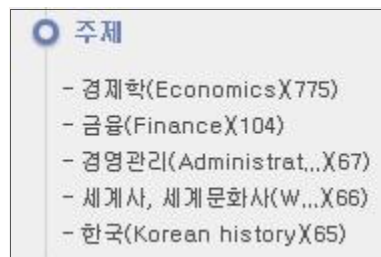 주제
- 경제학(Economics)(775)
- 금융(Finance)(104)
- 경영관리(Administrat...)(67)
- 세계사, 세계문화사(W...)(66)
- 한국(Korean history)(65)